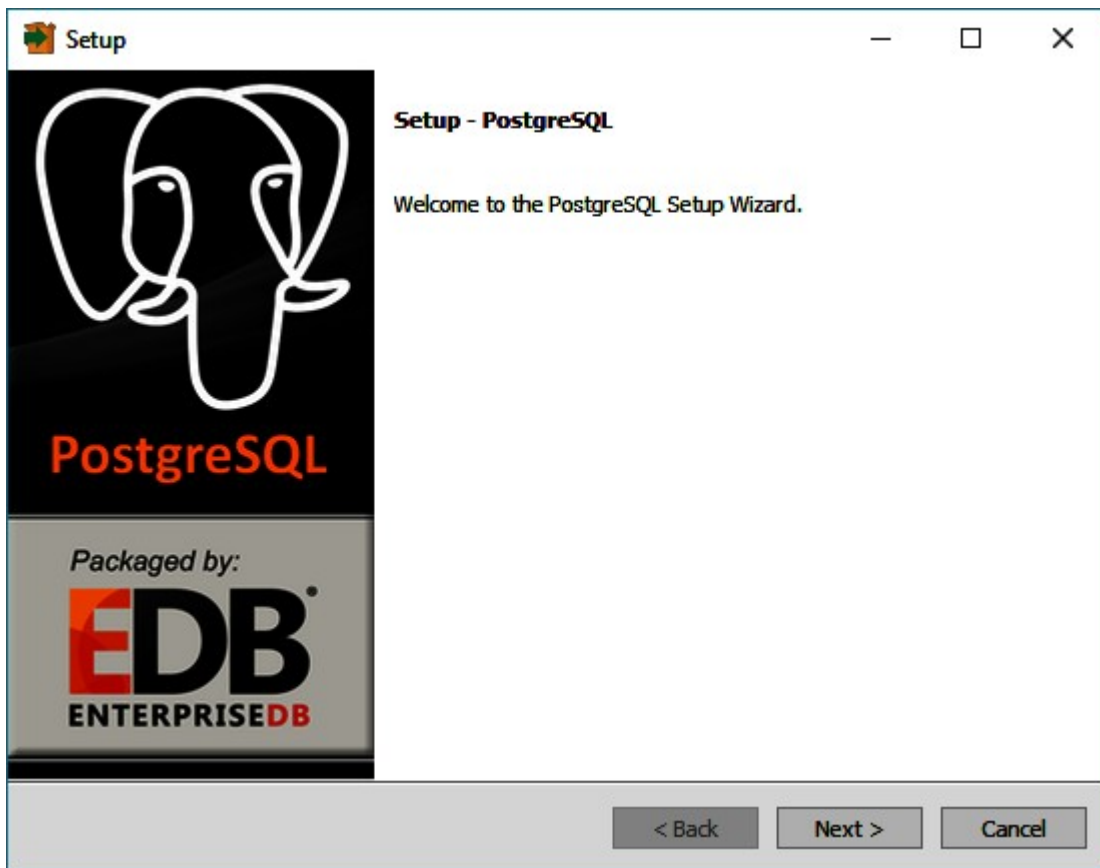 Setup
Setup - PostgreSQL
Welcome to the PostgreSQL Setup Wizard.
PostgreSQL
Packaged by:
EDB
ENTERPRISEDB
< Back Next > Cancel